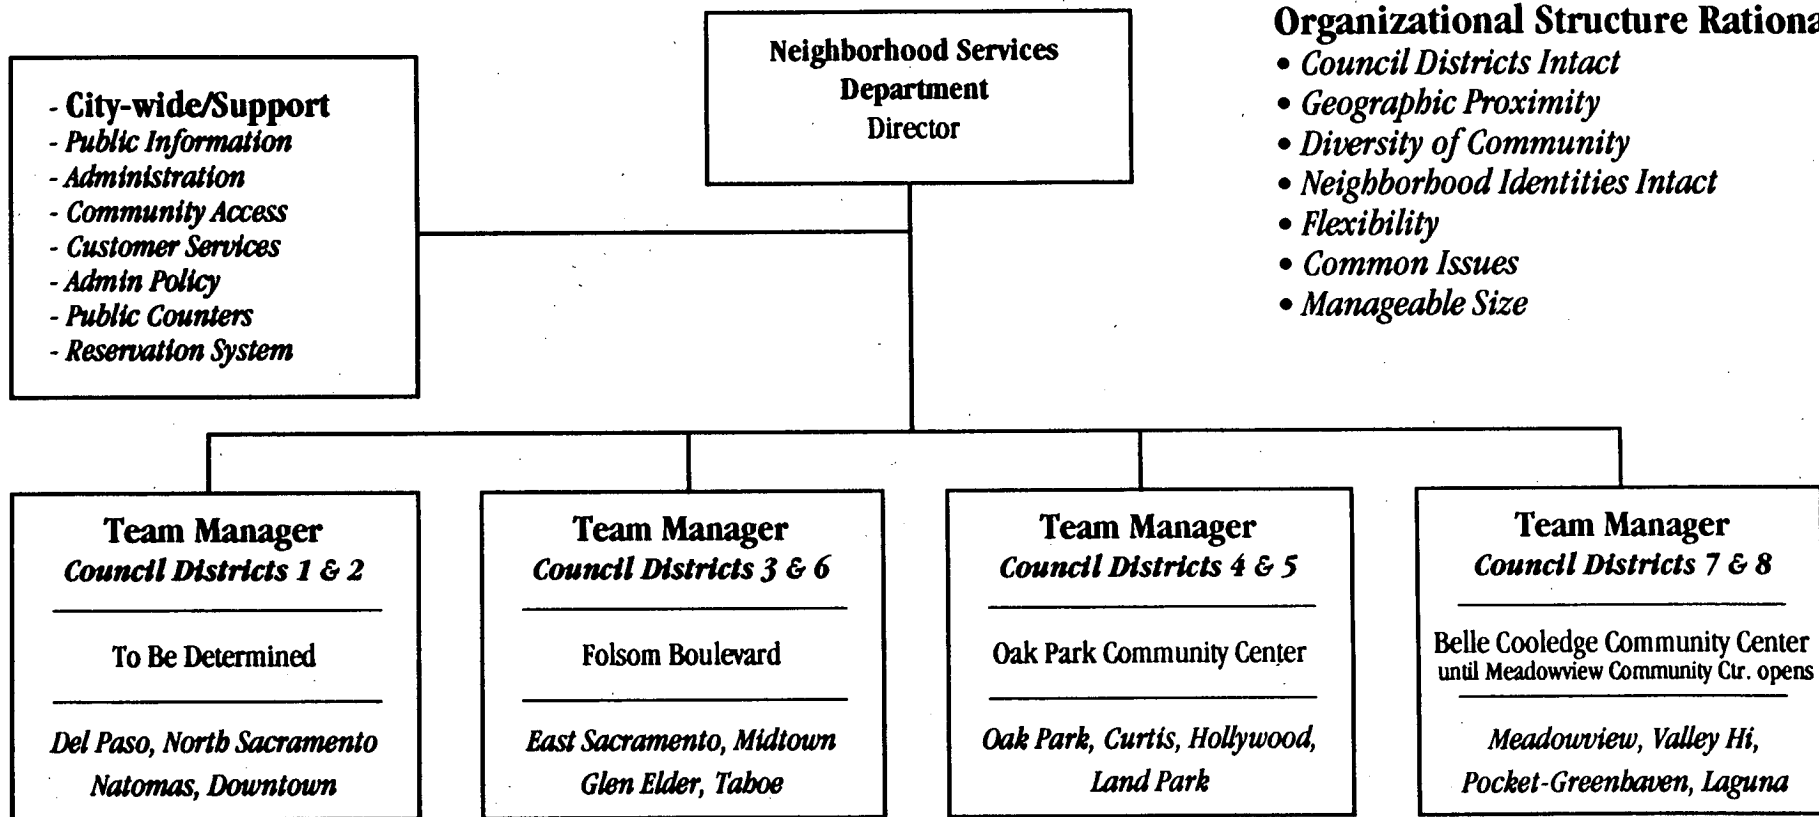 Neighborhood Services
Department
Director
- City-wide/Support
- Public Information
- Administration
- Community Access
- Customer Services
- Admin Policy
- Public Counters
- Reservation System
Organizational Structure Rationa
• Council Districts Intact
• Geographic Proximity
• Diversity of Community
• Neighborhood Identities Intact
• Flexibility
• Common Issues
• Manageable Size
Team Manager
Council Districts 1 & 2
To Be Determined
Del Paso, North Sacramento
Natomas, Downtown
Team Manager
Council Districts 3 & 6
Folsom Boulevard
East Sacramento, Midtown
Glen Elder, Tahoe
Team Manager
Council Districts 4 & 5
Oak Park Community Center
Oak Park, Curtis, Hollywood,
Land Park
Team Manager
Council Districts 7 & 8
Belle Cooledge Community Center
until Meadowview Community Ctr. opens
Meadowview, Valley Hi,
Pocket-Greenhaven, Laguna